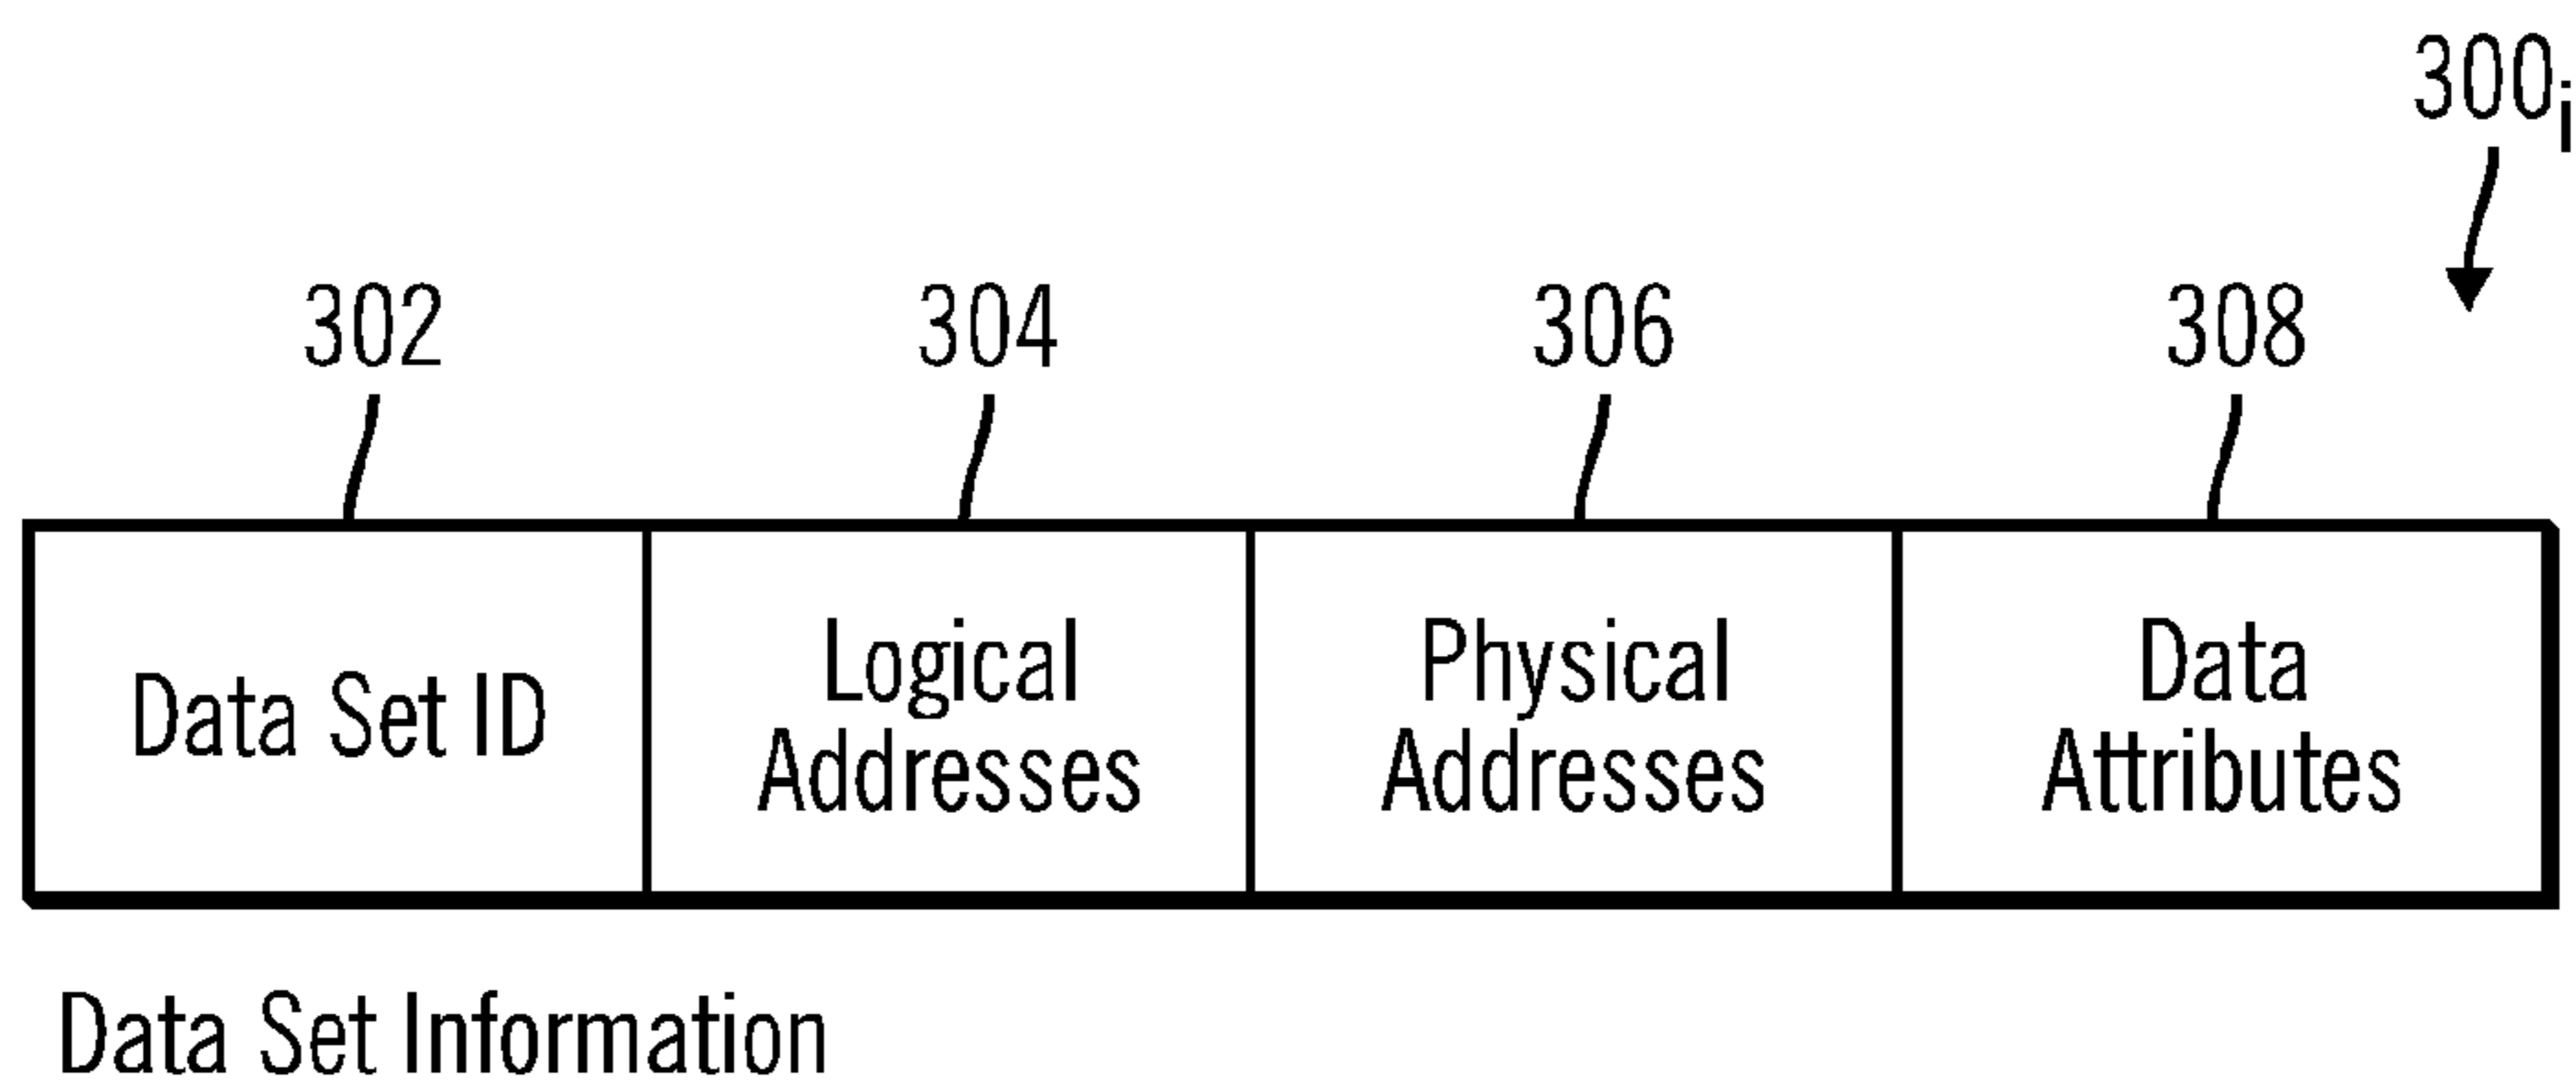 300i
302 304 306 308
Data Set ID
Logical
Addresses
Physical
Addresses
Data
Attributes
Data Set Information